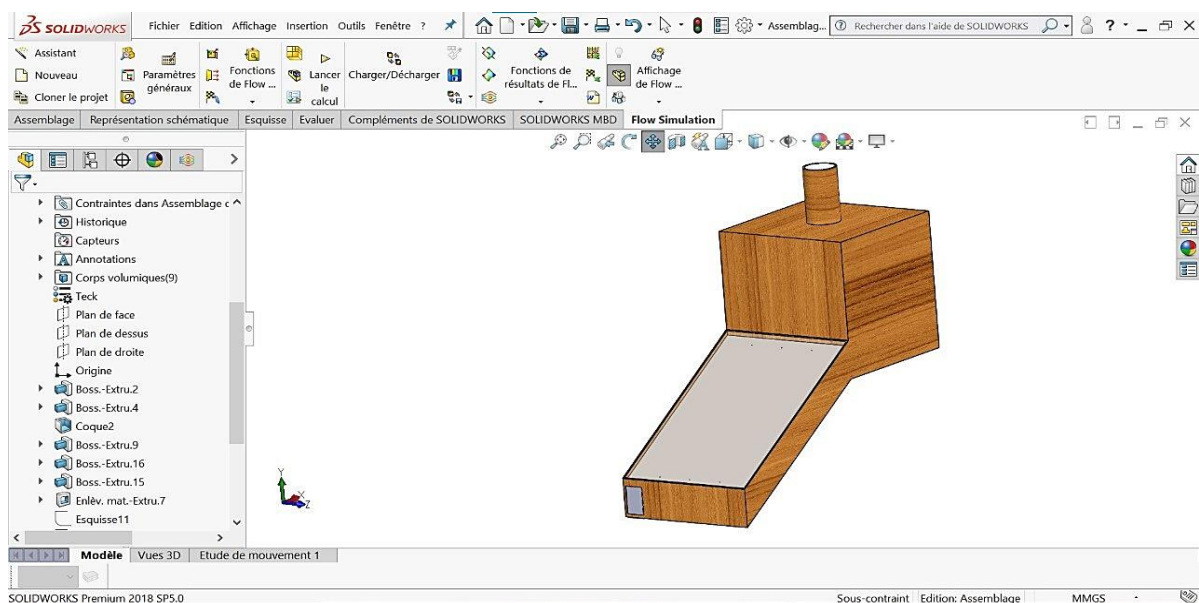 SOLIDWORKS Fichier Edition Affichage Insertion Outils Fenêtre ? Assemblag... Rechercher dans l'aide de SOLIDWORKS ?
Assistant
Nouveau
Cloner le projet
Paramètres généraux
Fonctions de Flow ...
Lancer le calcul
Charger/Décharger
Fonctions de résultats de Fl...
Affichage de Flow ...
Assemblage Représentation schématique Esquisse Evaluer Compléments de SOLIDWORKS SOLIDWORKS MBD Flow Simulation
Contraintes dans Assemblage c
Historique
Capteurs
Annotations
Corps volumiques(9)
Teck
Plan de face
Plan de dessus
Plan de droite
Origine
Boss.-Extru.2
Boss.-Extru.4
Coque2
Boss.-Extru.9
Boss.-Extru.16
Boss.-Extru.15
Enlèv. mat.-Extru.7
Esquisse11
Y
X
Z
Modèle Vues 3D Etude de mouvement 1
SOLIDWORKS Premium 2018 SP5.0 Sous-contraint Edition: Assemblage MMGS -